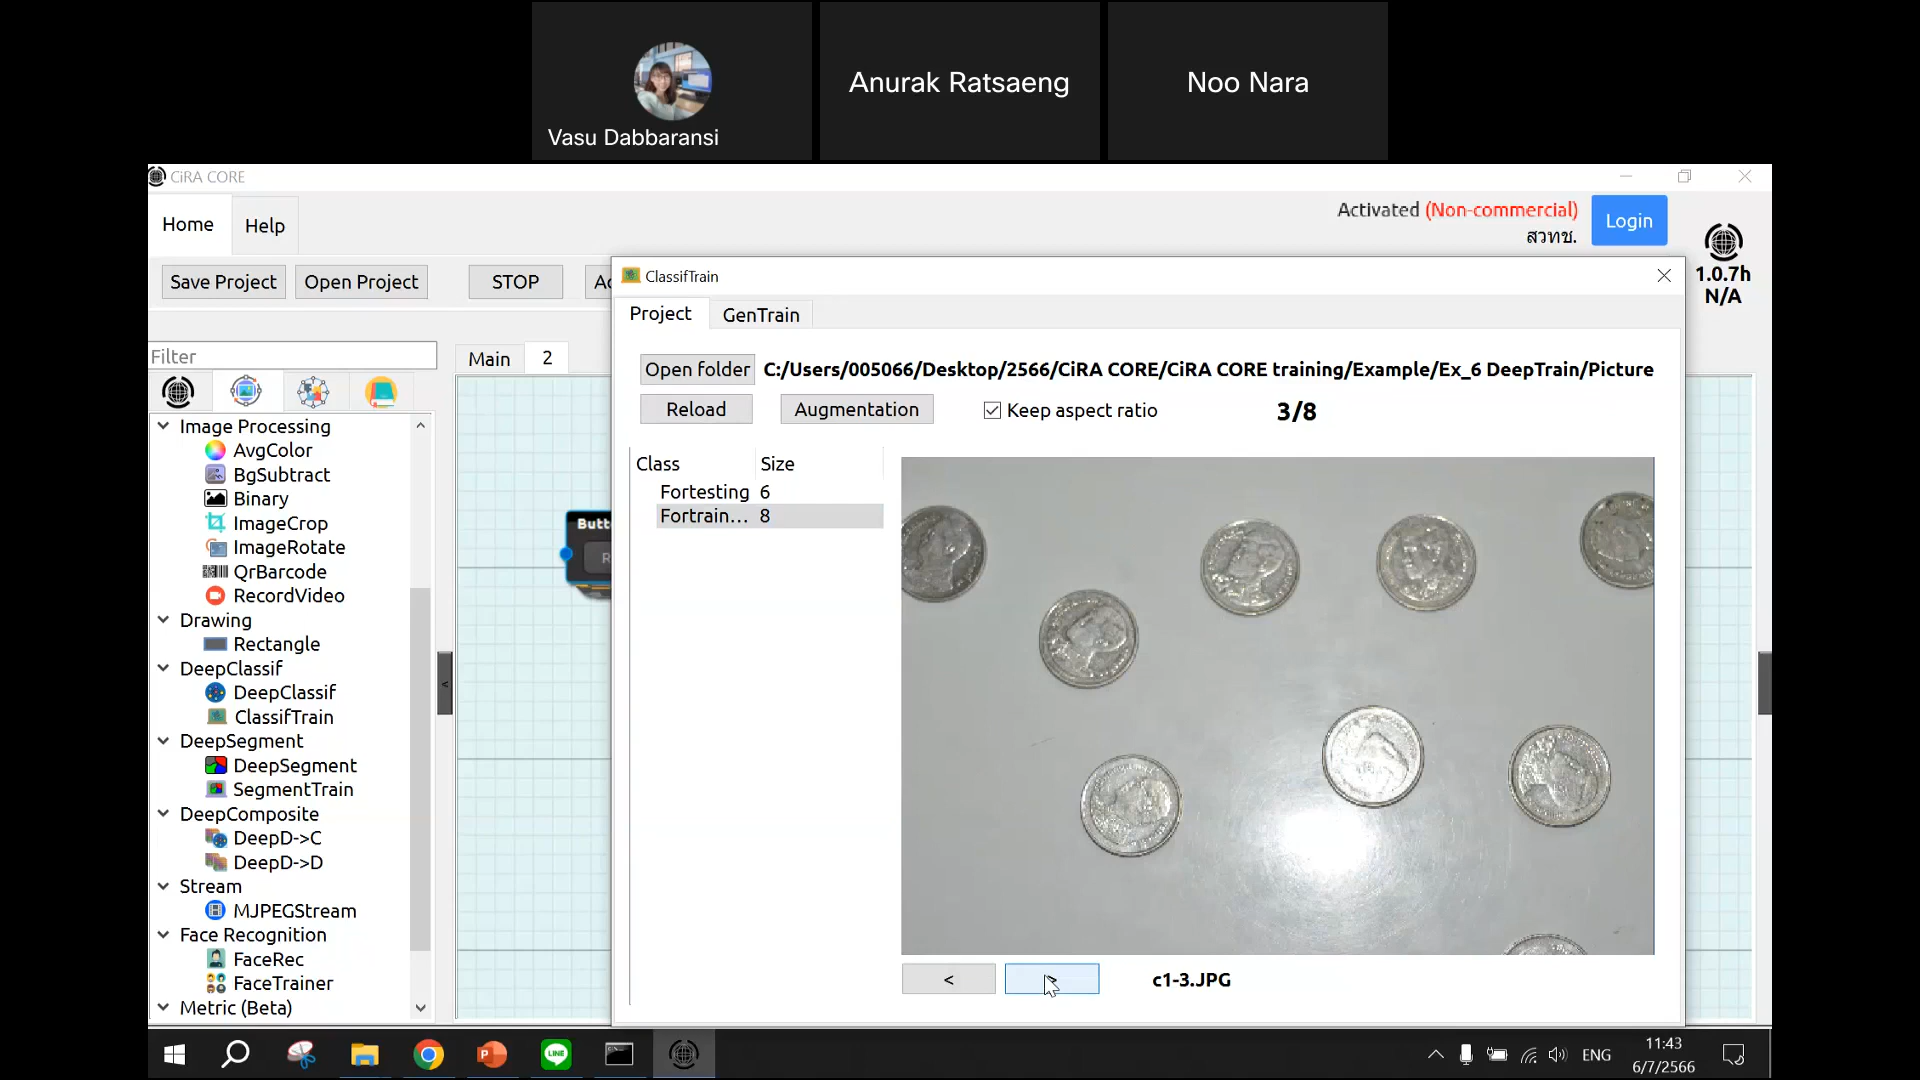 Vasu Dabbaransi
Anurak Ratsaeng
Noo Nara
CiRA CORE
Home
Help
Activated (Non-commercial)
สวทช.
Login
1.0.7h
N/A
Save Project
Open Project
STOP
ClassifTrain
Project
GenTrain
Open folder
C:/Users/005066/Desktop/2566/CiRA CORE/CiRA CORE training/Example/Ex_6 DeepTrain/Picture
Reload
Augmentation
Keep aspect ratio
3/8
Filter
Main
2
Class Size
Fortesting 6
Fortrain... 8
Image Processing
AvgColor
BgSubtract
Binary
ImageCrop
ImageRotate
QrBarcode
RecordVideo
Drawing
Rectangle
DeepClassif
DeepClassif
ClassifTrain
DeepSegment
DeepSegment
SegmentTrain
DeepComposite
DeepD->C
DeepD->D
Stream
MJPEGStream
Face Recognition
FaceRec
FaceTrainer
Metric (Beta)
Butt
<
<
>
c1-3.JPG
LINE
ENG
11:43
6/7/2566